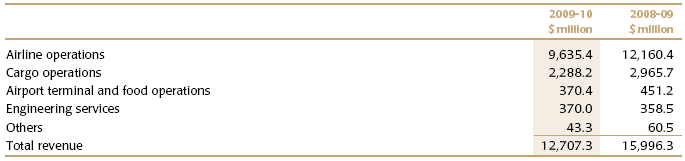 2009-10 2008-09
$ million $ million
Airline operations 9,635.4 12,160.4
Cargo operations 2,288.2 2,965.7
Airport terminal and food operations 370.4 451.2
Engineering services 370.0 358.5
Others 43.3 60.5
Total revenue 12,707.3 15,996.3